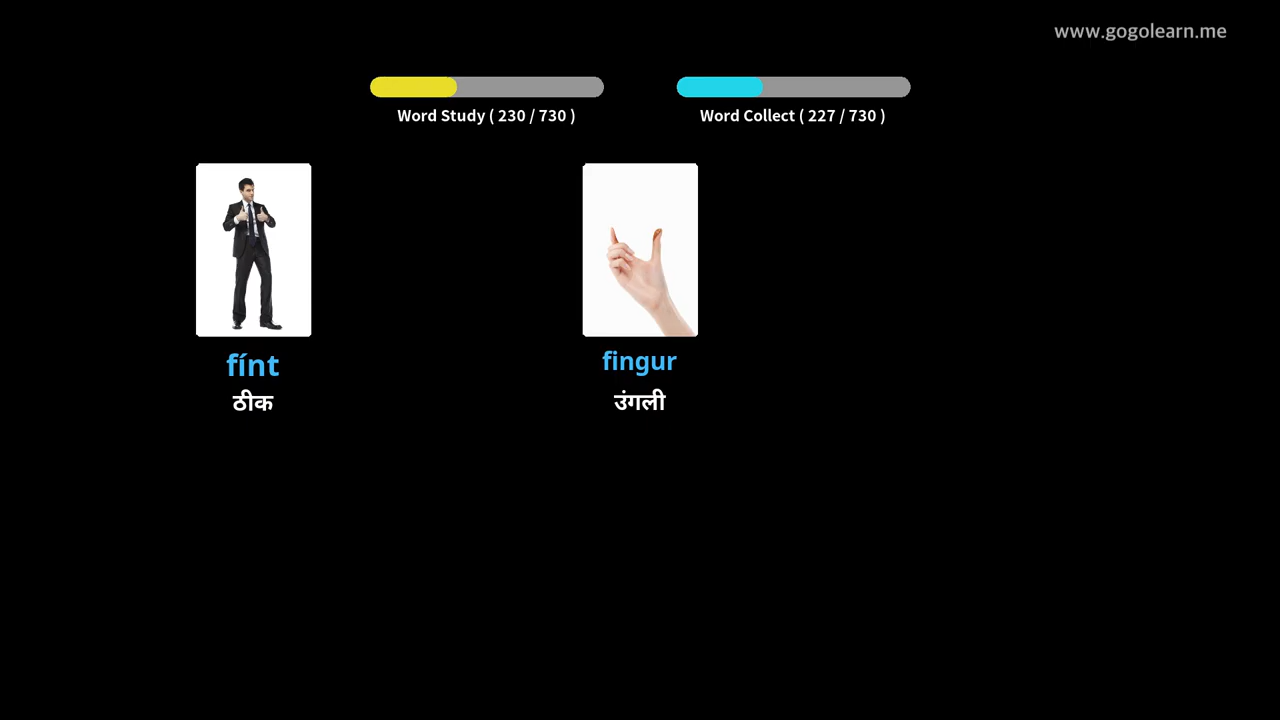 www.gogolearn.me
Word Study ( 230 / 730 )
Word Collect ( 227 / 730 )
fínt
fingur
ठीक
उंगली